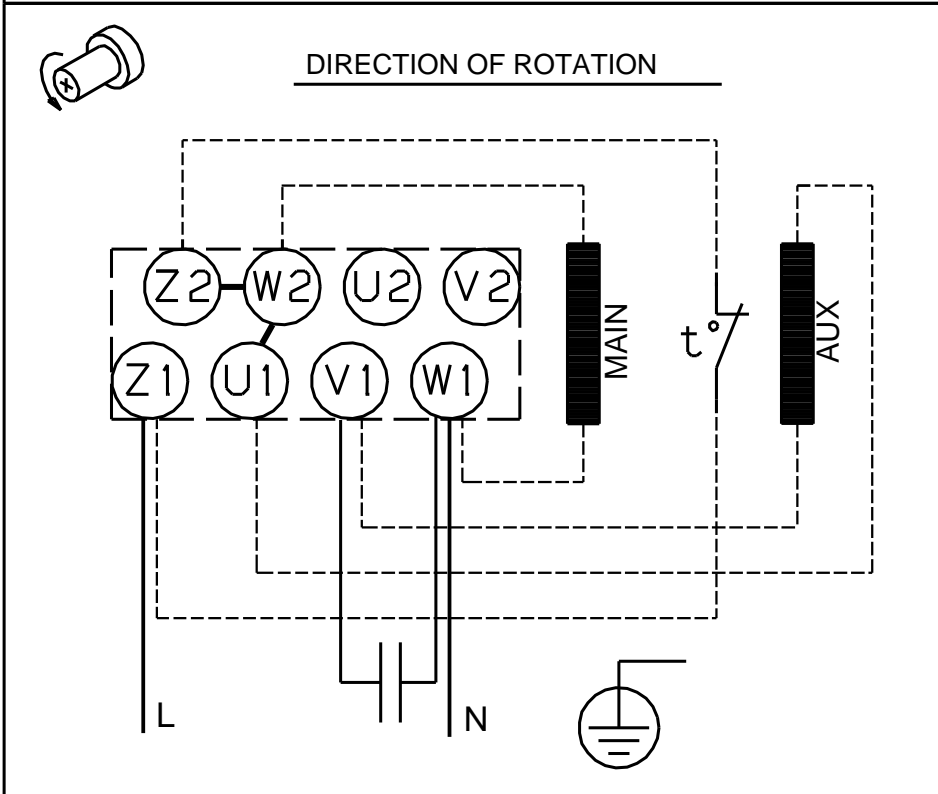 DIRECTION OF ROTATION
Z2 W2 U2 V2
Z1 U1 V1 W1
MAIN
t°
AUX
L
N